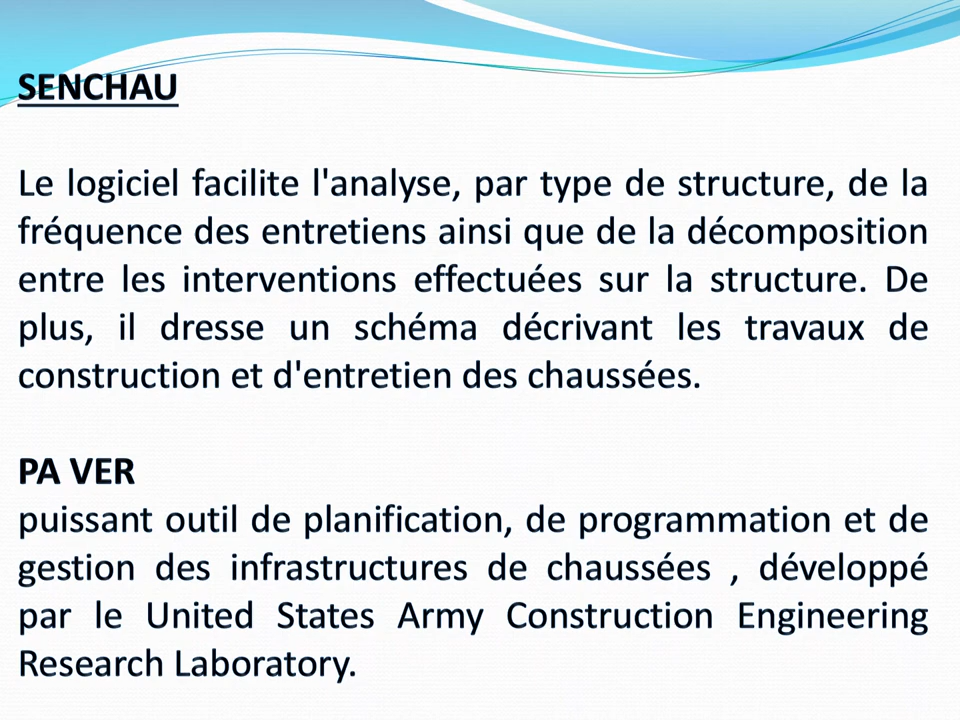 SENCHAU
Le logiciel facilite l'analyse, par type de structure, de la
fréquence des entretiens ainsi que de la décomposition
entre les interventions effectuées sur la structure. De
plus, il dresse un schéma décrivant les travaux de
construction et d'entretien des chaussées.
PA VER
puissant outil de planification, de programmation et de
gestion des infrastructures de chaussées , développé
par le United States Army Construction Engineering
Research Laboratory.